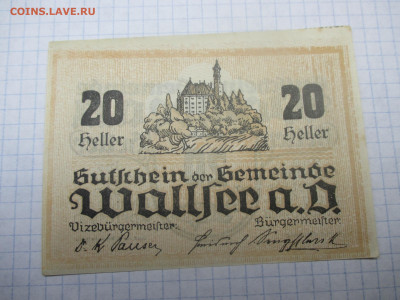 COINS.LAVE.RU
20 20
Heller Heller
Gutschein der Gemeinde
Wallsee a.D.
Vizebürgermeister: Bürgermeister: